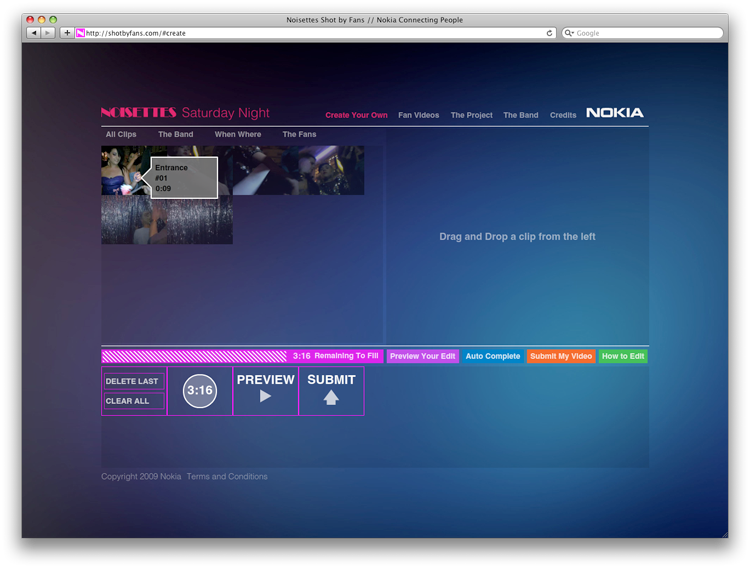 Noisettes Shot by Fans // Nokia Connecting People
http://shotbyfans.com/#create
Google
NOISETTES Saturday Night
Create Your Own Fan Videos The Project The Band Credits NOKIA
All Clips The Band When Where The Fans
Entrance
#01
0:09
Drag and Drop a clip from the left
3:16 Remaining To Fill Preview Your Edit Auto Complete Submit My Video How to Edit
DELETE LAST
CLEAR ALL
3:16
PREVIEW
SUBMIT
Copyright 2009 Nokia Terms and Conditions